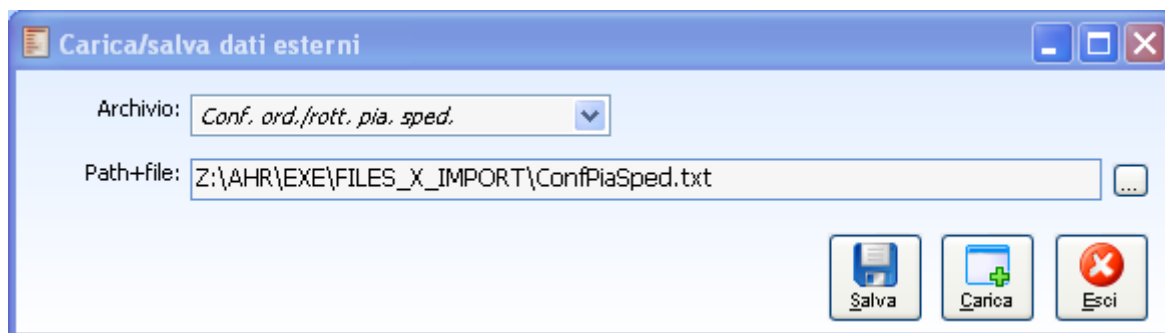 Carica/salva dati esterni
Archivio: Conf. ord./rott. pia. sped.
Path+file: Z:\AHR\EXE\FILES_X_IMPORT\ConfPiaSped.txt ...
Salva Carica Esci